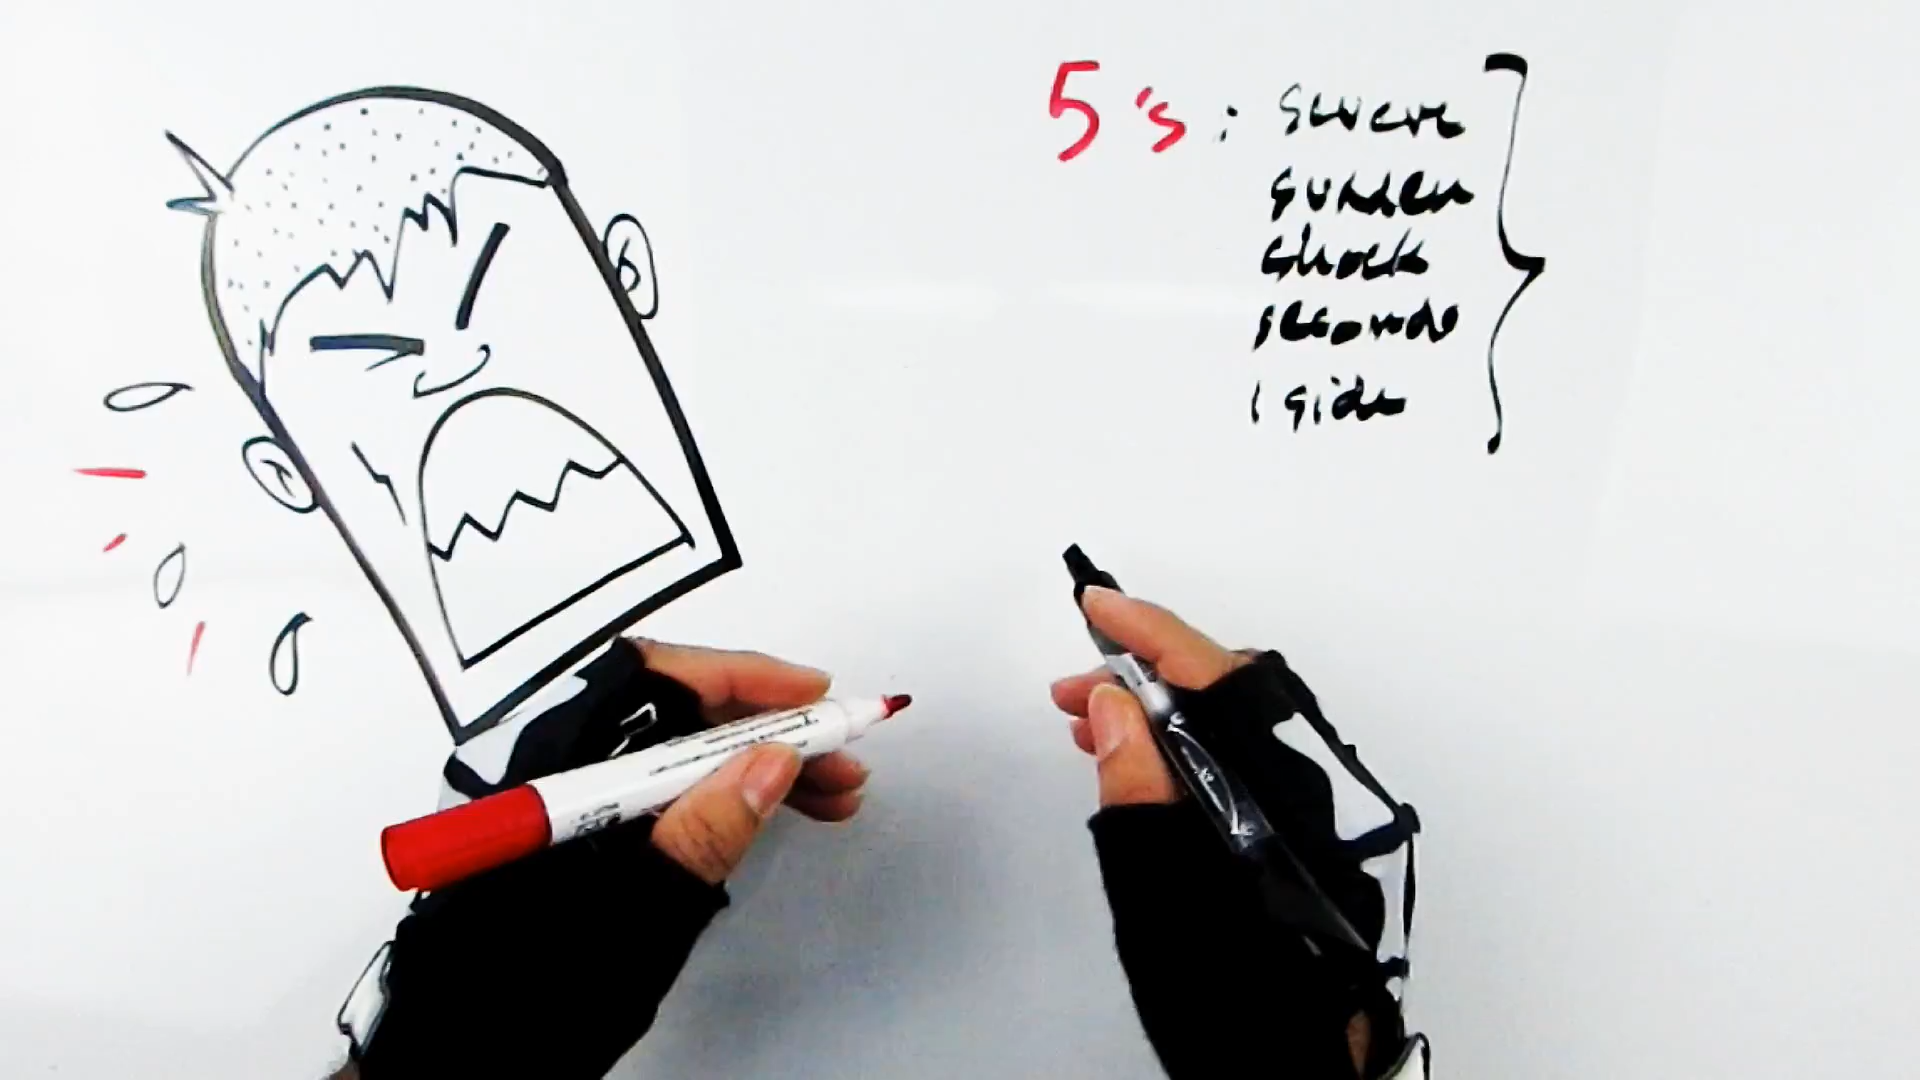 5's: severe
sudden
shock
seconds
1 side